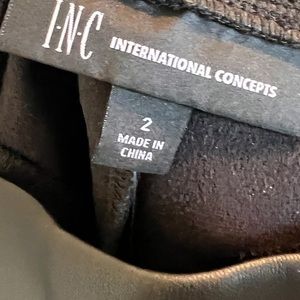 I·N·C
INTERNATIONAL CONCEPTS
2
MADE IN
CHINA